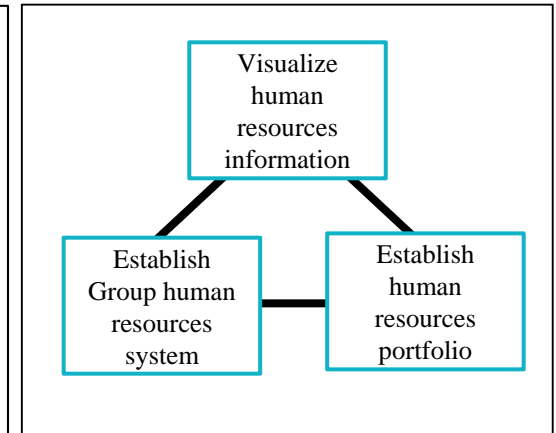 Visualize
human
resources
information
Establish
Group human
resources
system
Establish
human
resources
portfolio